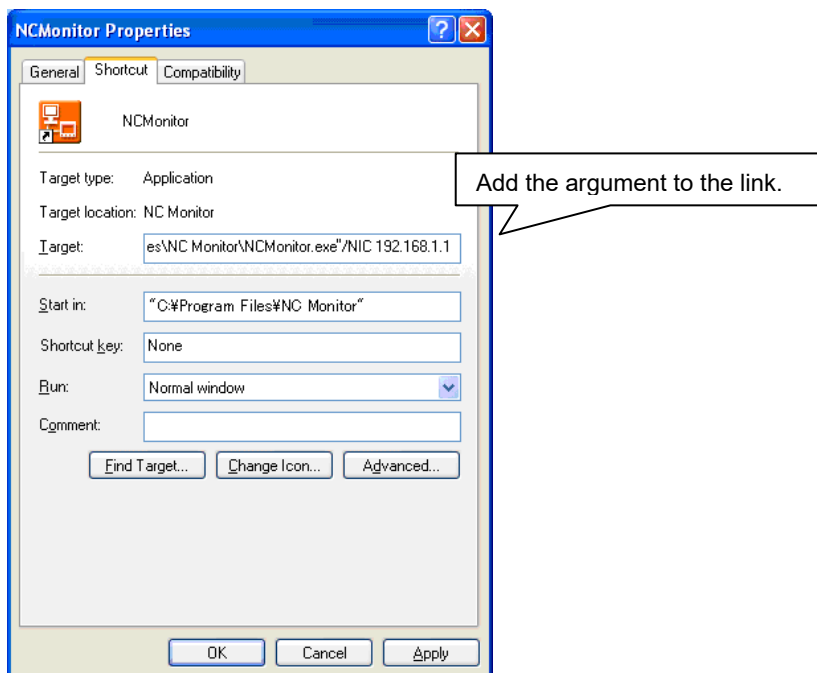 NCMonitor Properties
General Shortcut Compatibility
NCMonitor
Add the argument to the link.
Target type: Application
Target location: NC Monitor
Target: es\NC Monitor\NCMonitor.exe"/NIC 192.168.1.1
Start in: "C:¥Program Files¥NC Monitor"
Shortcut key: None
Run: Normal window
Comment:
Find Target... Change Icon... Advanced...
OK Cancel Apply